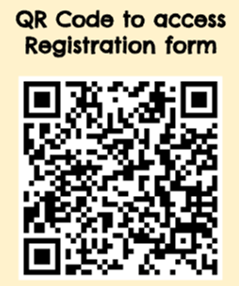 QR Code to access
Registration form